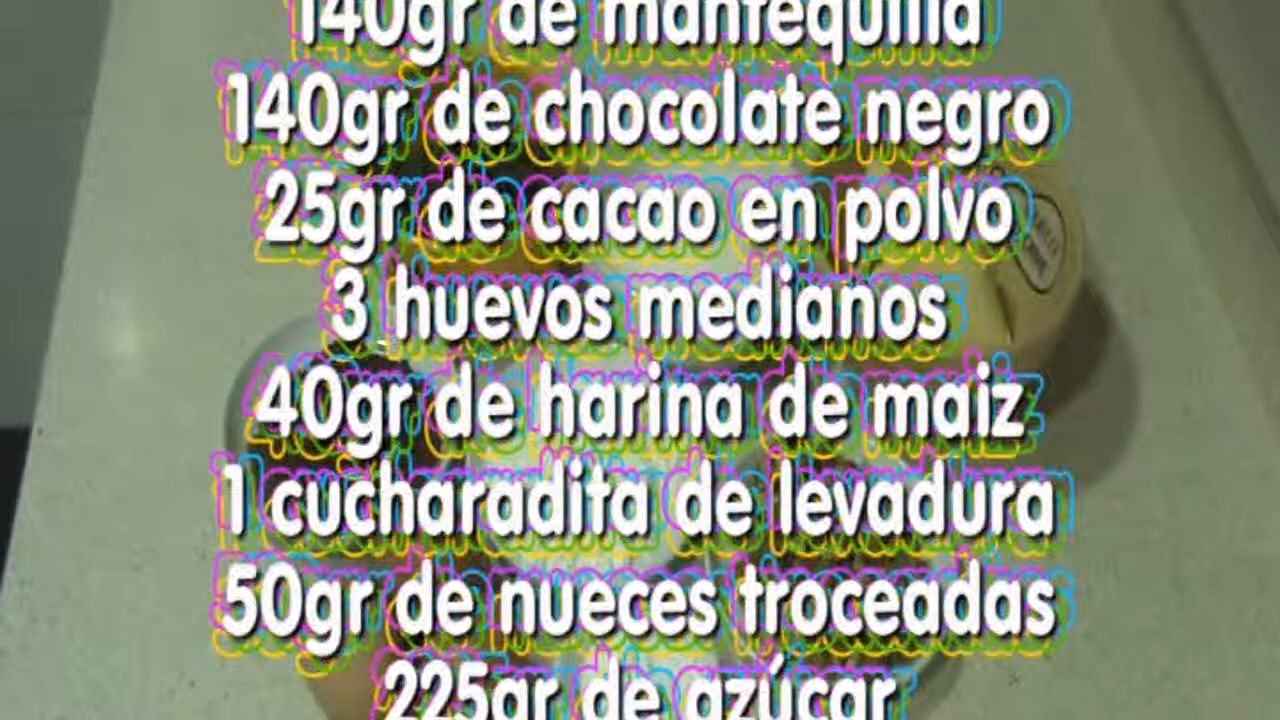 140gr de mantequilla
140gr de chocolate negro
25gr de cacao en polvo
3 huevos medianos
40gr de harina de maiz
1 cucharadita de levadura
50gr de nueces troceadas
225gr de azúcar